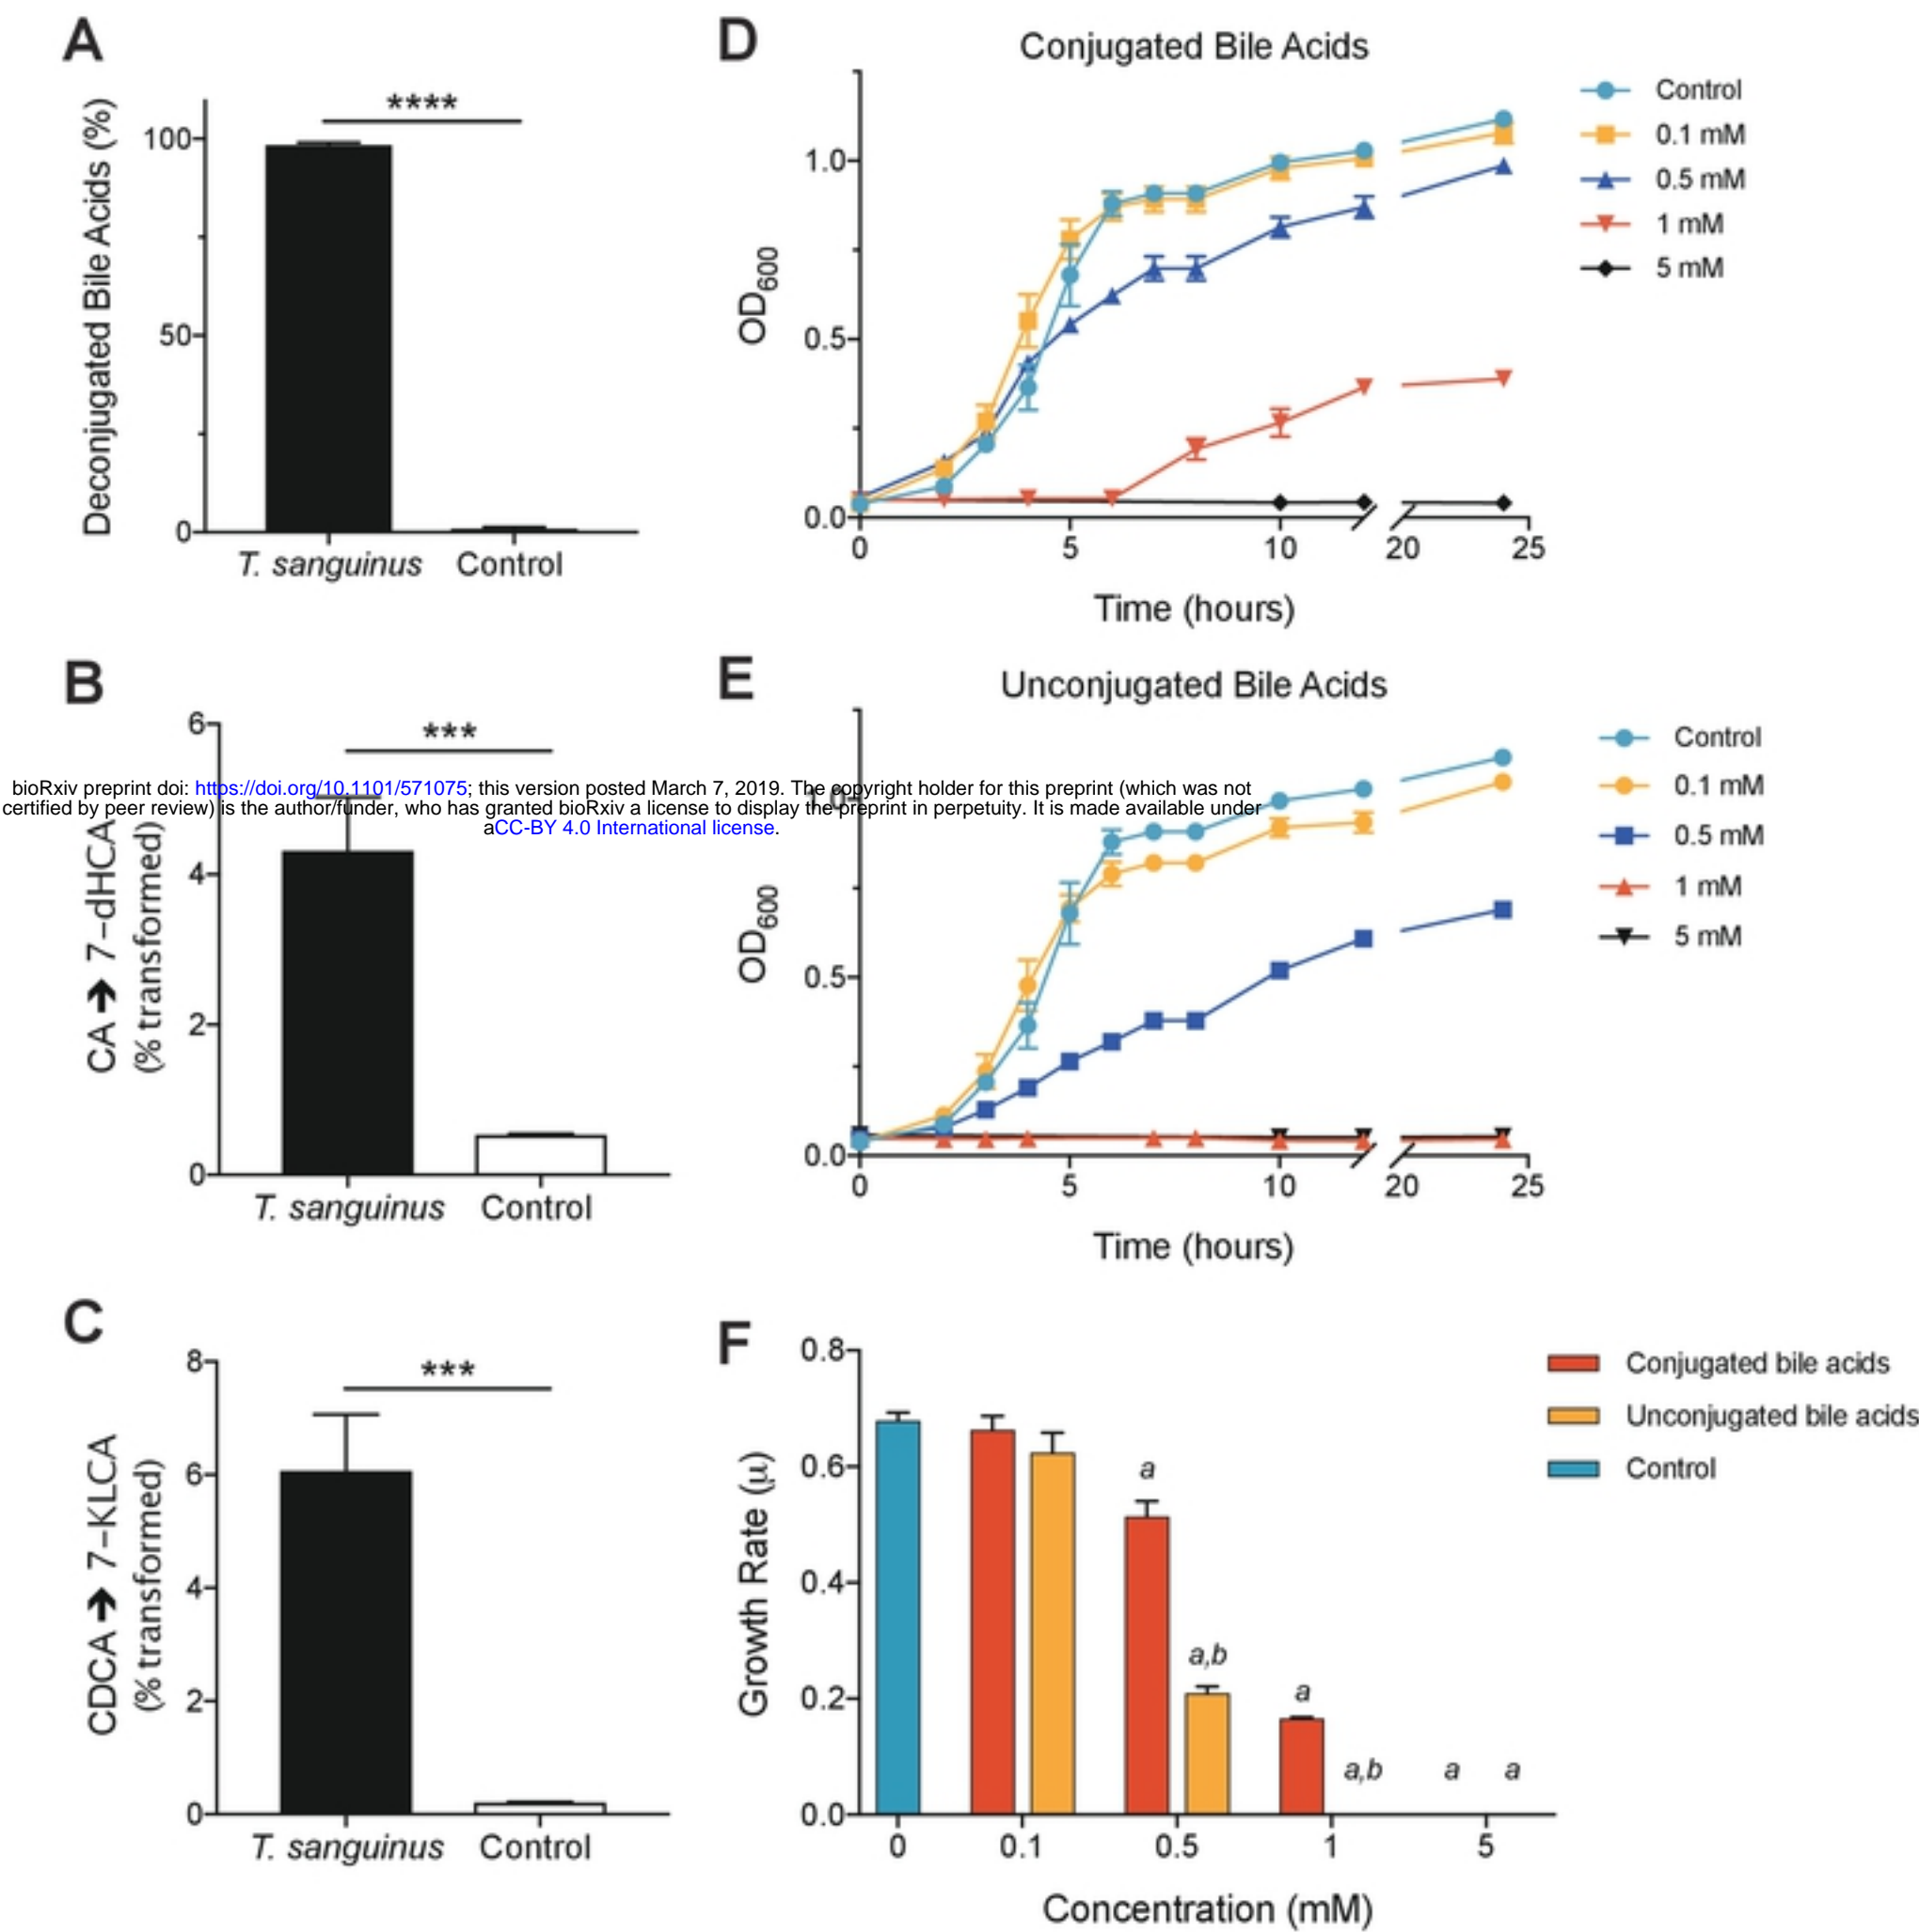 A
****
Deconjugated Bile Acids (%)
100
50
0
T. sanguinus
Control
B
***
CA → 7-dHCA
(% transformed)
6
4
2
0
T. sanguinus
Control
bioRxiv preprint doi: https://doi.org/10.1101/571075; this version posted March 7, 2019. The copyright holder for this preprint (which was not
certified by peer review) is the author/funder, who has granted bioRxiv a license to display the preprint in perpetuity. It is made available under
aCC-BY 4.0 International license.
C
***
CDCA → 7-KLCA
(% transformed)
8
6
4
2
0
T. sanguinus
Control
D
Conjugated Bile Acids
OD600
1.0
0.5
0.0
0
5
10
20
25
Time (hours)
Control
0.1 mM
0.5 mM
1 mM
5 mM
E
Unconjugated Bile Acids
OD600
1.0
0.5
0.0
0
5
10
20
25
Time (hours)
Control
0.1 mM
0.5 mM
1 mM
5 mM
F
Growth Rate (μ)
0.8
0.6
0.4
0.2
0.0
a
a,b
a
a,b
a
a
0
0.1
0.5
1
5
Concentration (mM)
Conjugated bile acids
Unconjugated bile acids
Control